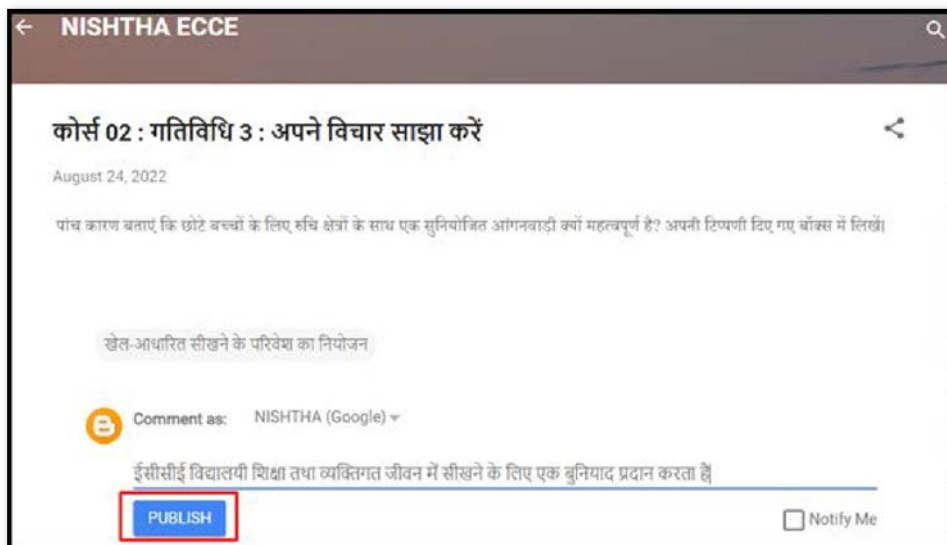 NISHTHA ECCE
कोर्स 02 : गतिविधि 3 : अपने विचार साझा करें
August 24, 2022
पांच कारण बताएं कि छोटे बच्चों के लिए रुचि क्षेत्रों के साथ एक सुनियोजित आंगनवाड़ी क्यों महत्वपूर्ण है? अपनी टिप्पणी दिए गए बॉक्स में लिखें।
खेल-आधारित सीखने के परिवेश का नियोजन
Comment as: NISHTHA (Google)
ईसीसीई विद्यालयी शिक्षा तथा व्यक्तिगत जीवन में सीखने के लिए एक बुनियाद प्रदान करता है|
PUBLISH
Notify Me